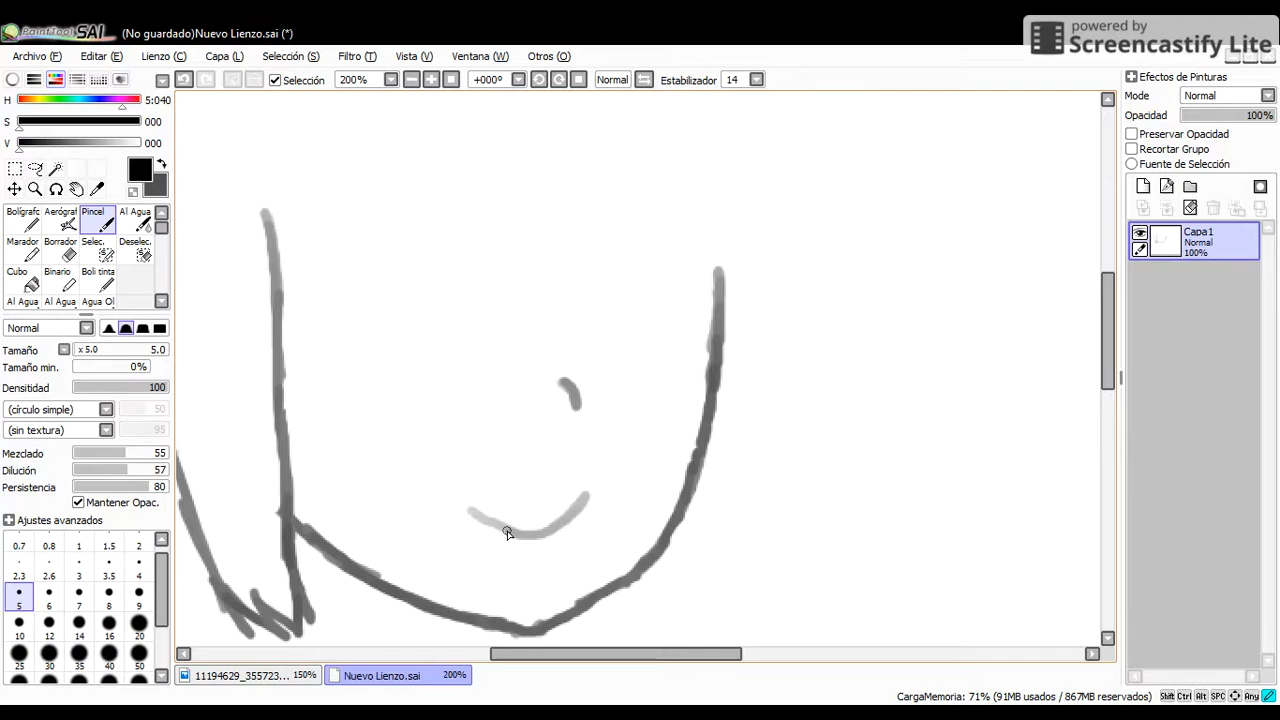 powered by
Screencastify Lite
PaintTool SAI
(No guardado)Nuevo Lienzo.sai (*)
Archivo (F) Editar (E) Lienzo (C) Capa (L) Selección (S) Filtro (T) Vista (V) Ventana (W) Otros (O)
Selección 200% +000º Normal Estabilizador 14
H 5:040
S 000
V 000
Bolígrafc Aerógraf Pincel Al Agua
Marador Borrador Selec. Deselec.
Cubo Binario Boli tinta
Al Agua Al Agua Agua Ol
Normal
Tamaño x 5.0 5.0
Tamaño min. 0%
Densitidad 100
(círculo simple) 50
(sin textura) 95
Mezclado 55
Dilución 57
Persistencia 80
Mantener Opac.
Ajustes avanzados
0.7 0.8 1 1.5 2
2.3 2.6 3 3.5 4
5 6 7 8 9
10 12 14 16 20
25 30 35 40 50
11194629_355723... 150% Nuevo Lienzo.sai 200%
Efectos de Pinturas
Mode Normal
Opacidad 100%
Preservar Opacidad
Recortar Grupo
Fuente de Selección
Capa1
Normal
100%
CargaMemoria: 71% (91MB usados / 867MB reservados) Shift Ctrl Alt SPC Any